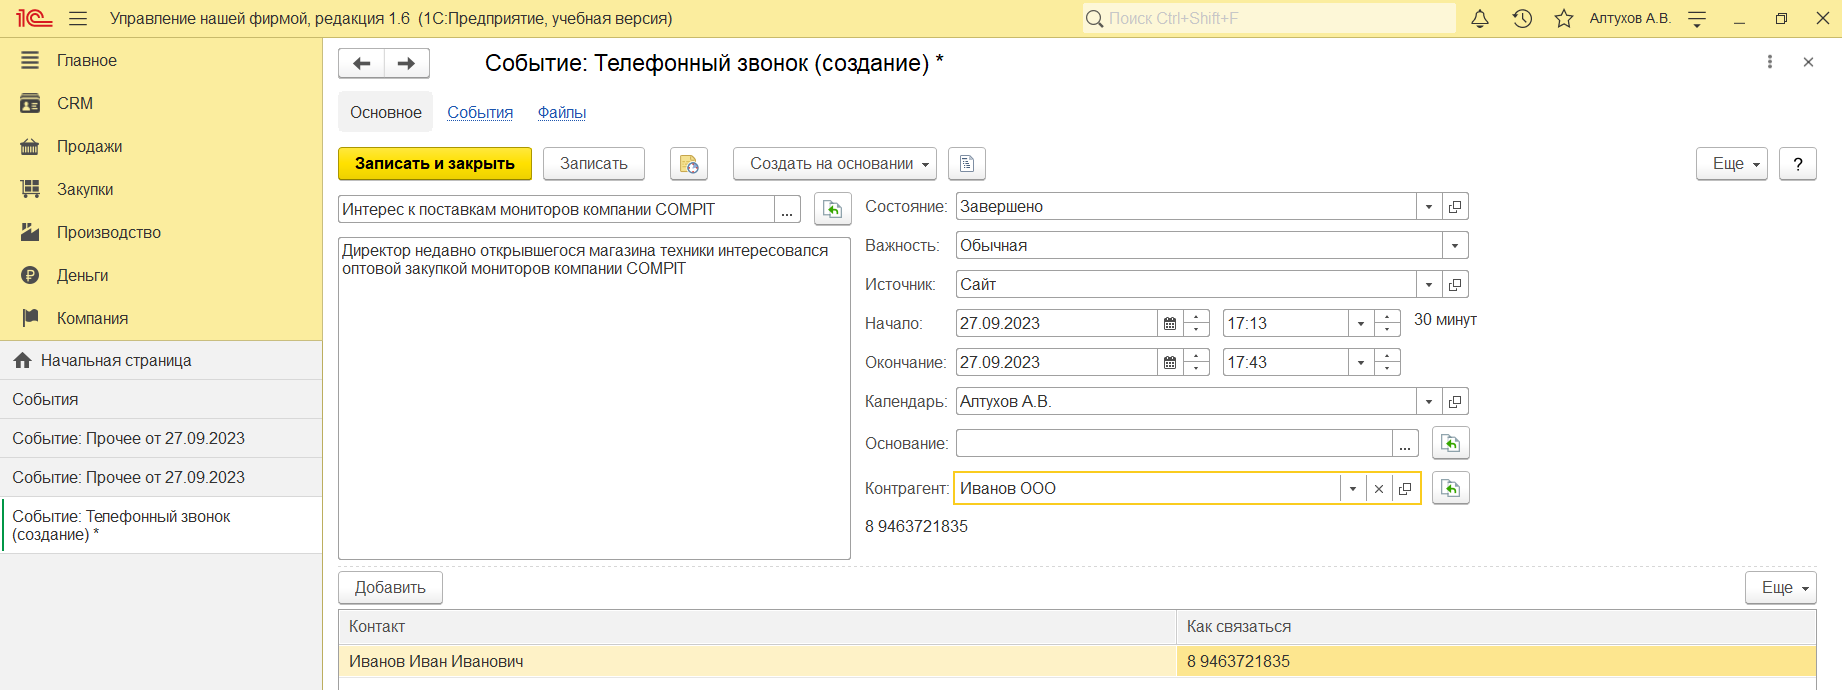 1С Управление нашей фирмой, редакция 1.6 (1С:Предприятие, учебная версия) Поиск Ctrl+Shift+F Алтухов А.В.
Главное
CRM
Продажи
Закупки
Производство
Деньги
Компания
Начальная страница
События
Событие: Прочее от 27.09.2023
Событие: Прочее от 27.09.2023
Событие: Телефонный звонок
(создание) *
Событие: Телефонный звонок (создание) *
Основное События Файлы
Записать и закрыть Записать Создать на основании Еще ?
Интерес к поставкам мониторов компании COMPIT ...
Директор недавно открывшегося магазина техники интересовался
оптовой закупкой мониторов компании COMPIT
Состояние: Завершено
Важность: Обычная
Источник: Сайт
Начало: 27.09.2023 17:13 30 минут
Окончание: 27.09.2023 17:43
Календарь: Алтухов А.В.
Основание: ...
Контрагент: Иванов ООО
8 9463721835
Добавить Еще
Контакт Как связаться
Иванов Иван Иванович 8 9463721835